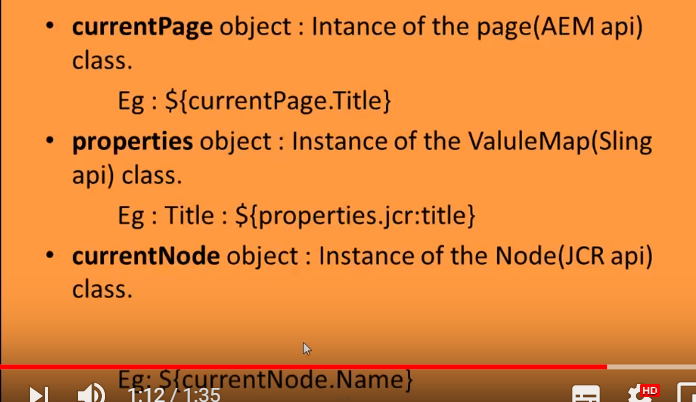 • currentPage object : Intance of the page(AEM api)
class.
Eg : ${currentPage.Title}
• properties object : Instance of the ValuleMap(Sling
api) class.
Eg : Title : ${properties.jcr:title}
• currentNode object : Instance of the Node(JCR api)
class.
Eg: ${currentNode.Name}
1:12 / 1:35
HD